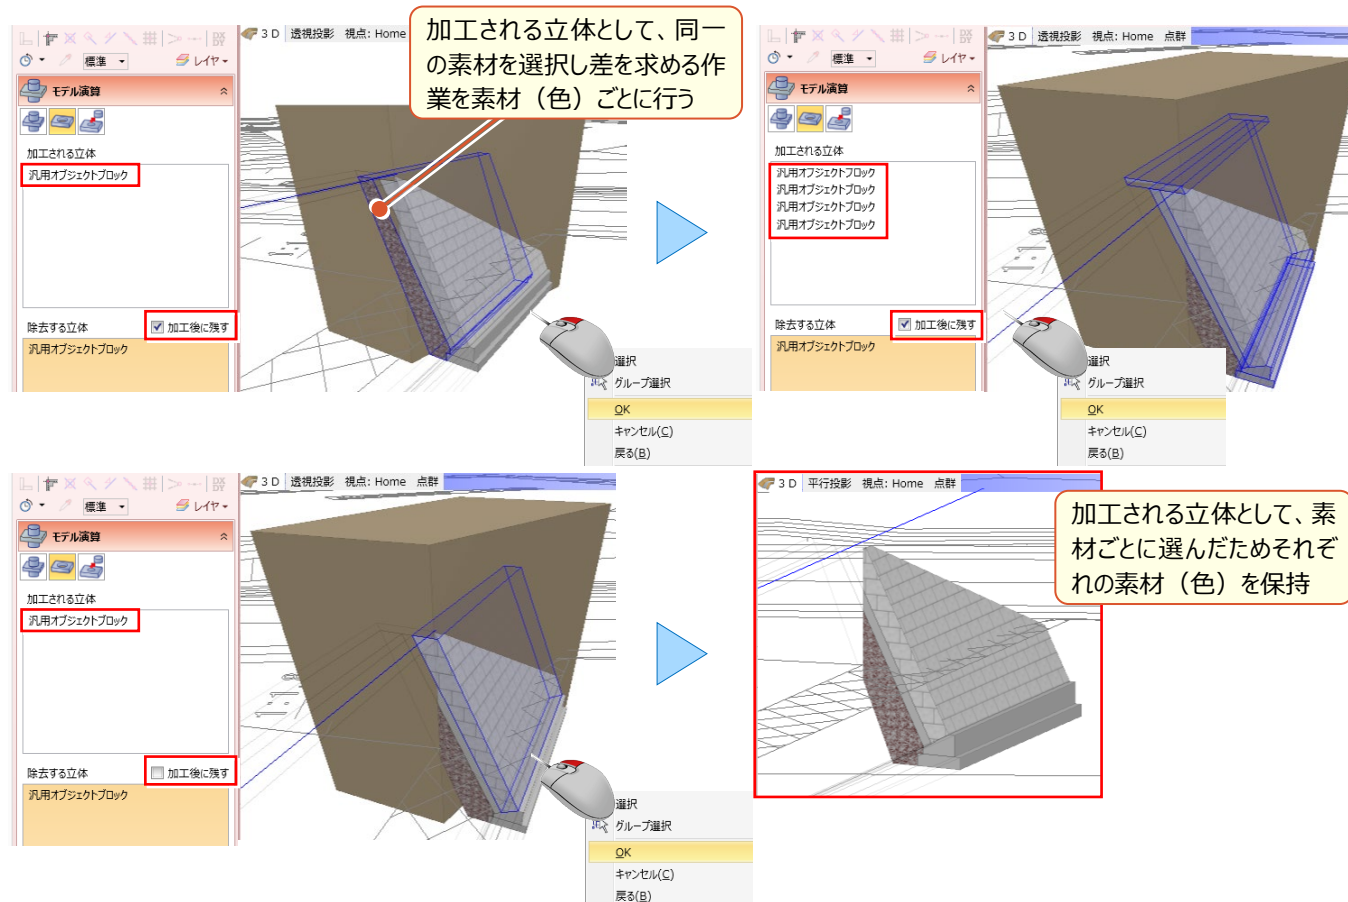 標準
レイヤ
モデル演算
加工される立体
汎用オブジェクトブロック
除去する立体
加工後に残す
汎用オブジェクトブロック
3 D 透視投影 視点: Home
加工される立体として、同一
の素材を選択し差を求める作
業を素材（色）ごとに行う
選択
グループ選択
OK
キャンセル(C)
戻る(B)
標準
レイヤ
モデル演算
加工される立体
汎用オブジェクトブロック
汎用オブジェクトブロック
汎用オブジェクトブロック
汎用オブジェクトブロック
除去する立体
加工後に残す
汎用オブジェクトブロック
3 D 透視投影 視点: Home 点群
選択
グループ選択
OK
キャンセル(C)
戻る(B)
標準
レイヤ
モデル演算
加工される立体
汎用オブジェクトブロック
除去する立体
加工後に残す
汎用オブジェクトブロック
3 D 透視投影 視点: Home 点群
選択
グループ選択
OK
キャンセル(C)
戻る(B)
3 D 平行投影 視点: Home 点群
加工される立体として、素
材ごとに選んだためそれぞ
れの素材（色）を保持